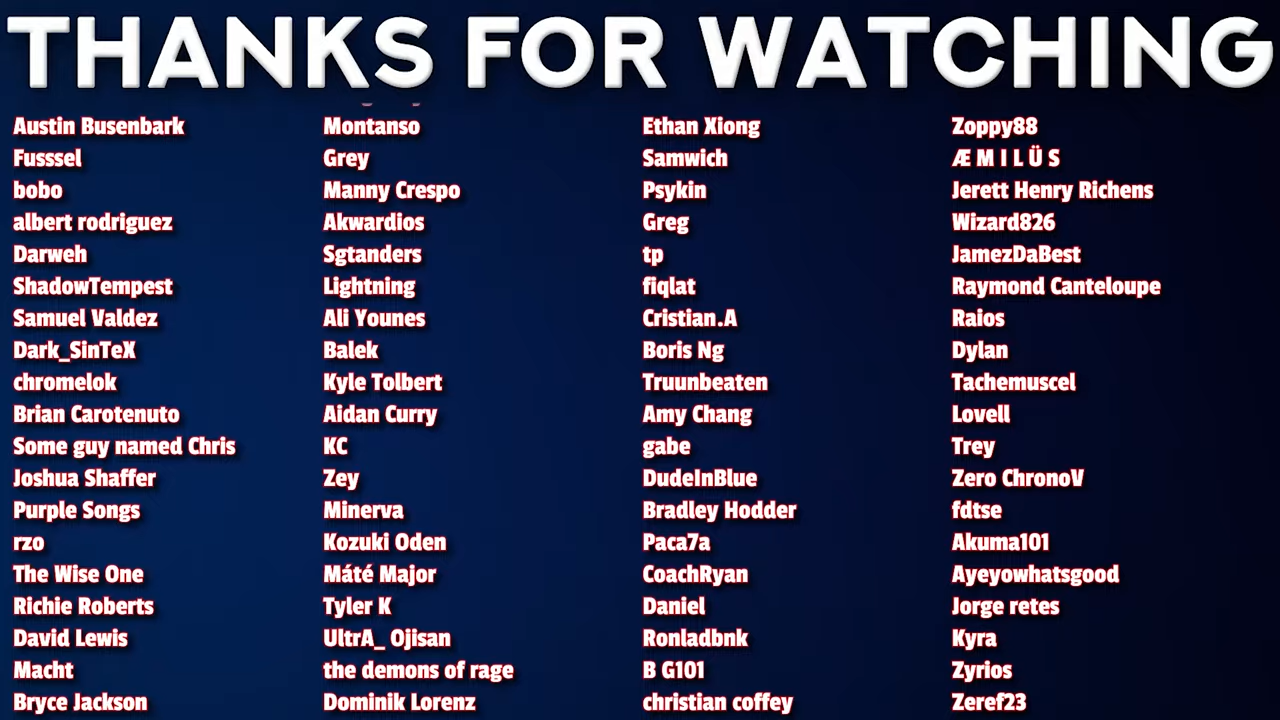 THANKS FOR WATCHING
Austin Busenbark
Fusssel
bobo
albert rodriguez
Darweh
ShadowTempest
Samuel Valdez
Dark_SinTeX
chromelok
Brian Carotenuto
Some guy named Chris
Joshua Shaffer
Purple Songs
rzo
The Wise One
Richie Roberts
David Lewis
Macht
Bryce Jackson
Montanso
Grey
Manny Crespo
Akwardios
Sgtanders
Lightning
Ali Younes
Balek
Kyle Tolbert
Aidan Curry
KC
Zey
Minerva
Kozuki Oden
Máté Major
Tyler K
UltrA_ Ojisan
the demons of rage
Dominik Lorenz
Ethan Xiong
Samwich
Psykin
Greg
tp
fiqlat
Cristian.A
Boris Ng
Truunbeaten
Amy Chang
gabe
DudeInBlue
Bradley Hodder
Paca7a
CoachRyan
Daniel
Ronladbnk
B G101
christian coffey
Zoppy88
Æ M I L Ü S
Jerett Henry Richens
Wizard826
JamezDaBest
Raymond Canteloupe
Raios
Dylan
Tachemuscel
Lovell
Trey
Zero ChronoV
fdtse
Akuma101
Ayeyowhatsgood
Jorge retes
Kyra
Zyrios
Zeref23